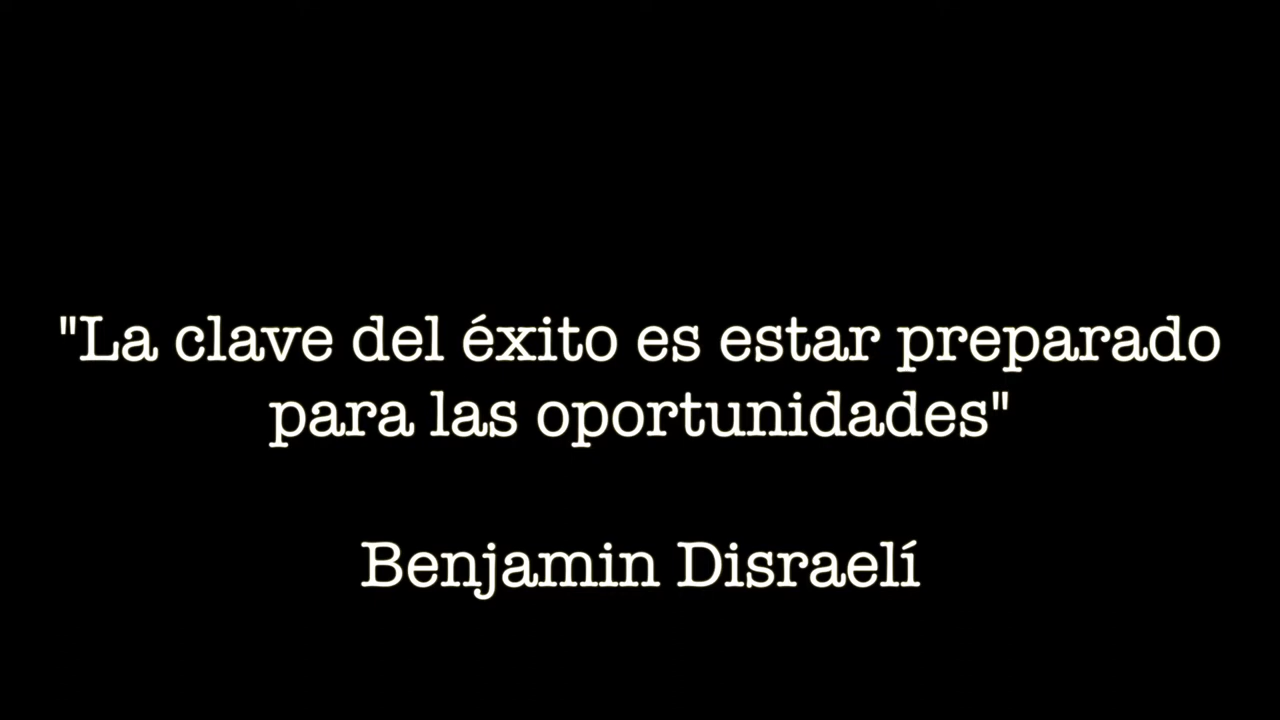 "La clave del éxito es estar preparado
para las oportunidades"
Benjamin Disraelí